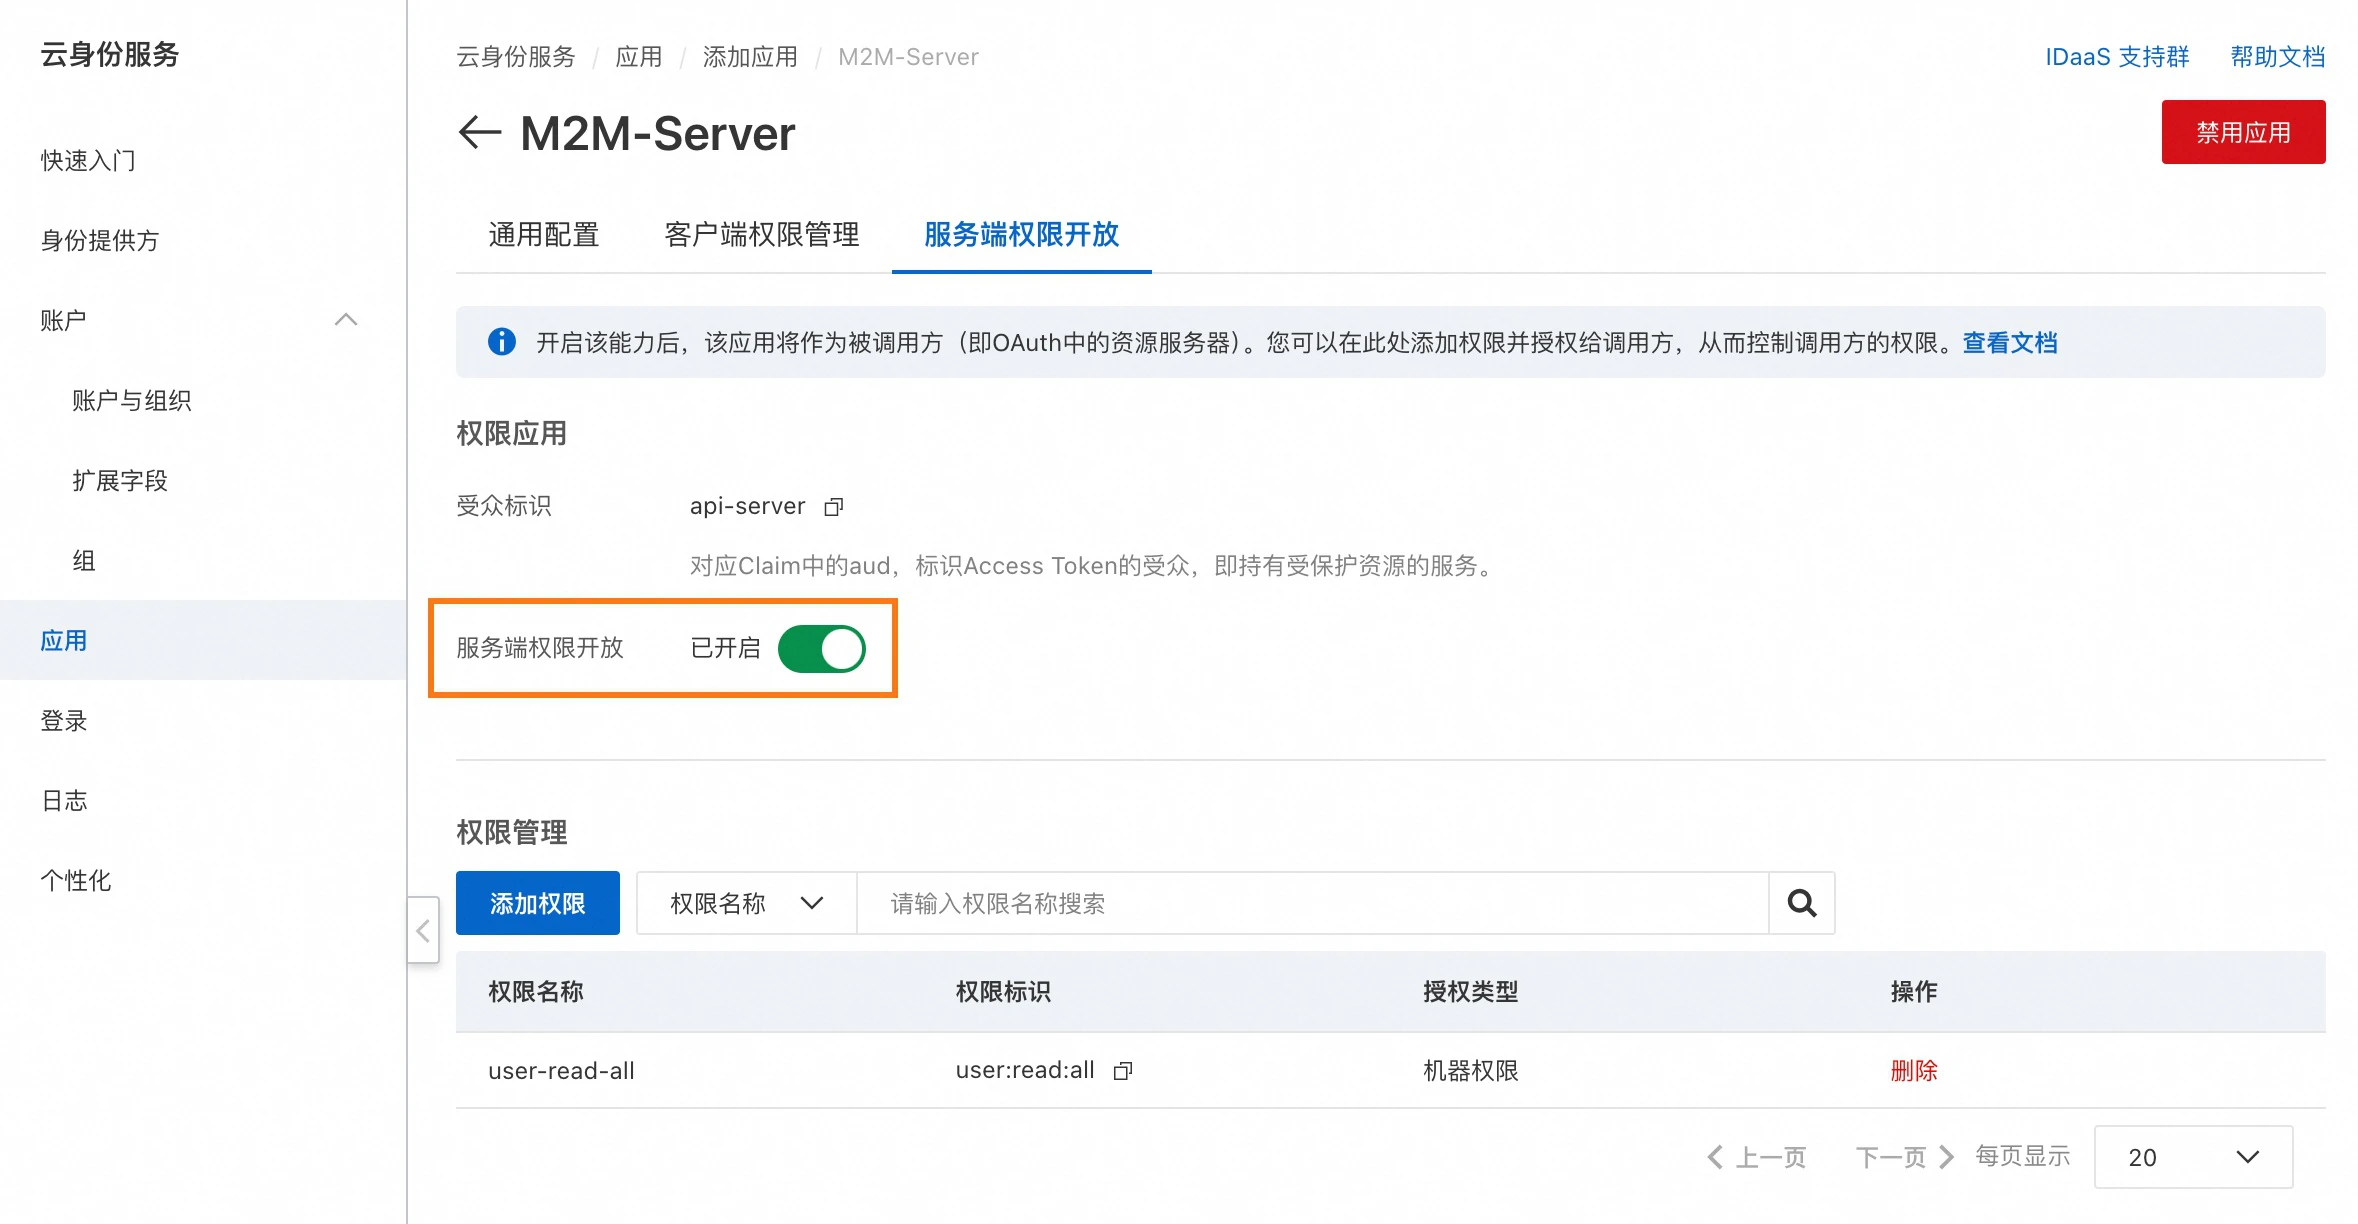 云身份服务
快速入门
身份提供方
账户
账户与组织
扩展字段
组
应用
登录
日志
个性化
云身份服务 / 应用 / 添加应用 / M2M-Server
IDaaS 支持群 帮助文档
M2M-Server
禁用应用
通用配置 客户端权限管理 服务端权限开放
开启该能力后，该应用将作为被调用方（即OAuth中的资源服务器）。您可以在此处添加权限并授权给调用方，从而控制调用方的权限。查看文档
权限应用
受众标识 api-server
对应Claim中的aud，标识Access Token的受众，即持有受保护资源的服务。
服务端权限开放 已开启
权限管理
添加权限 权限名称 请输入权限名称搜索
权限名称 权限标识 授权类型 操作
user-read-all user:read:all 机器权限 删除
上一页 下一页 每页显示 20